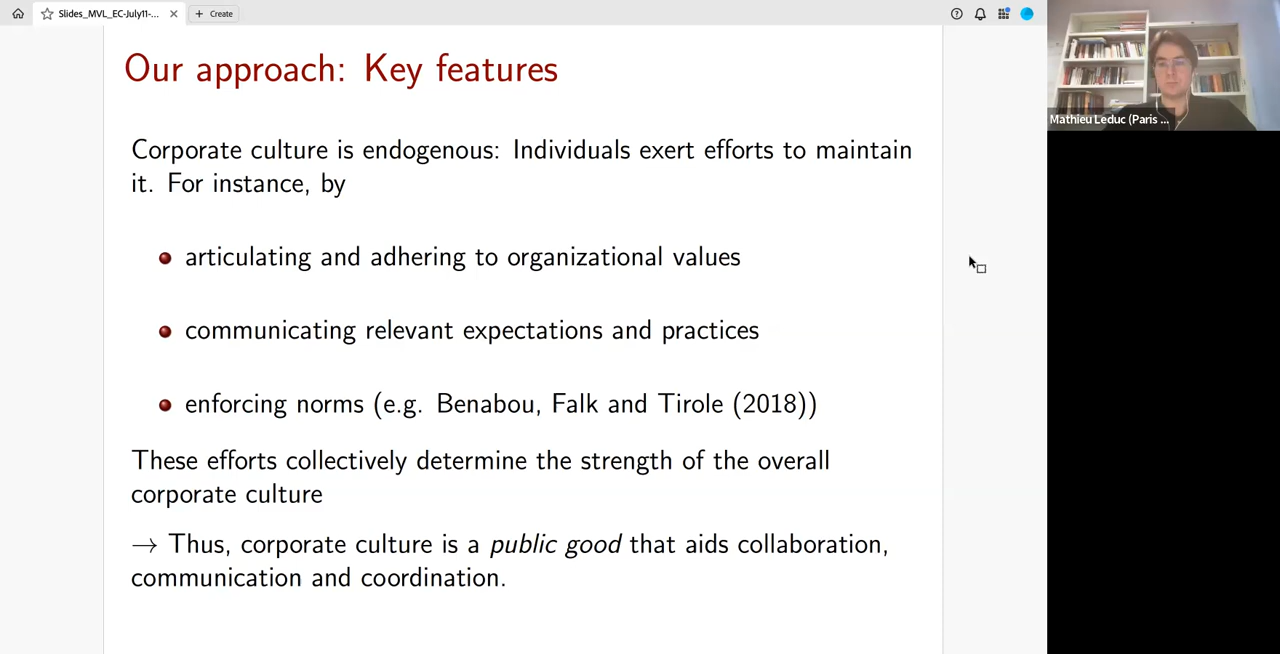 Slides_MVL_EC-July11-...
Create
Our approach: Key features
Corporate culture is endogenous: Individuals exert efforts to maintain
it. For instance, by
articulating and adhering to organizational values
communicating relevant expectations and practices
enforcing norms (e.g. Benabou, Falk and Tirole (2018))
These efforts collectively determine the strength of the overall
corporate culture
→ Thus, corporate culture is a public good that aids collaboration,
communication and coordination.
Mathieu Leduc (Paris ...